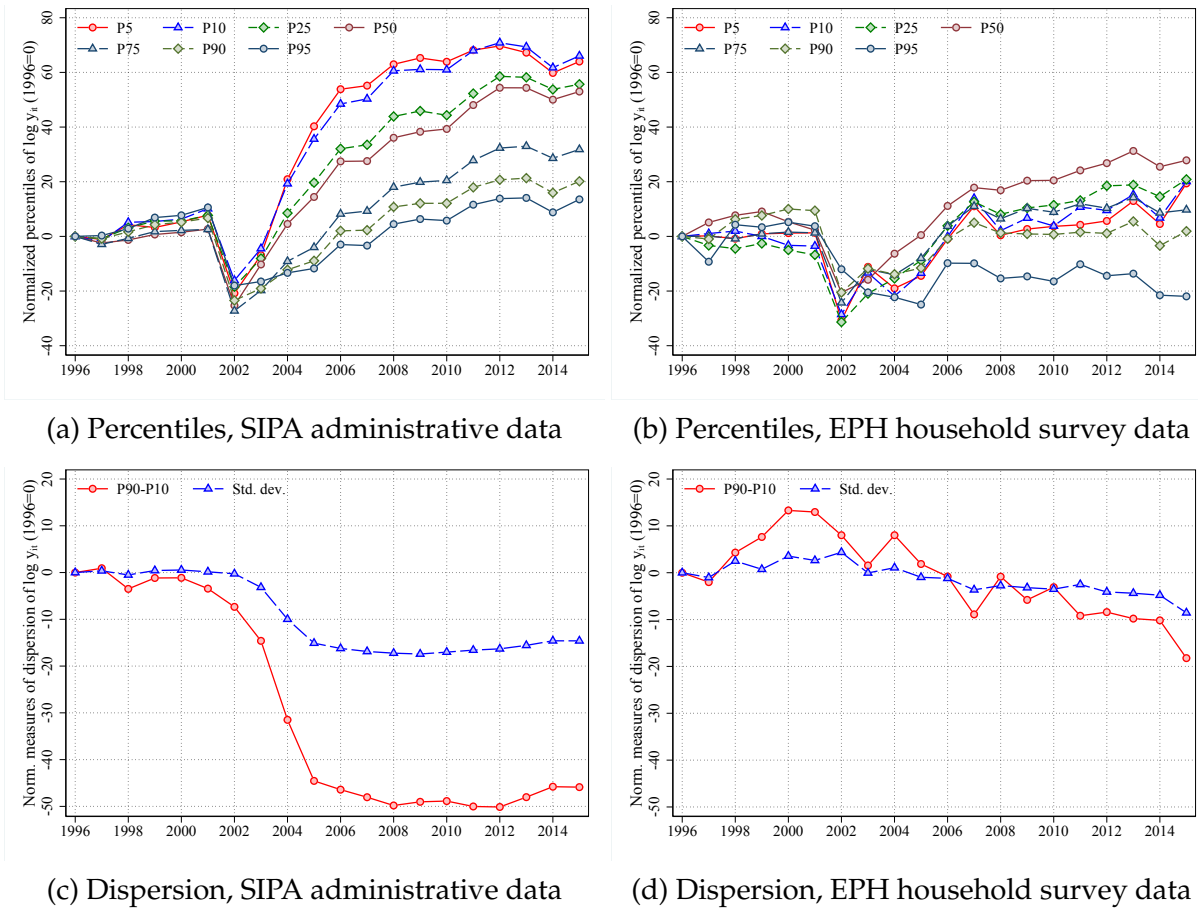 P5 P10 P25 P50
P75 P90 P95
Normalized percentiles of log yᵢₜ (1996=0)
80
60
40
20
0
-20
-40
1996 1998 2000 2002 2004 2006 2008 2010 2012 2014
(a) Percentiles, SIPA administrative data
P5 P10 P25 P50
P75 P90 P95
Normalized percentiles of log yᵢₜ (1996=0)
80
60
40
20
0
-20
-40
1996 1998 2000 2002 2004 2006 2008 2010 2012 2014
(b) Percentiles, EPH household survey data
P90-P10 Std. dev.
Norm. measures of dispersion of log yᵢₜ (1996=0)
20
10
0
-10
-20
-30
-40
-50
1996 1998 2000 2002 2004 2006 2008 2010 2012 2014
(c) Dispersion, SIPA administrative data
P90-P10 Std. dev.
Norm. measures of dispersion of log yᵢₜ (1996=0)
20
10
0
-10
-20
-30
-40
-50
1996 1998 2000 2002 2004 2006 2008 2010 2012 2014
(d) Dispersion, EPH household survey data